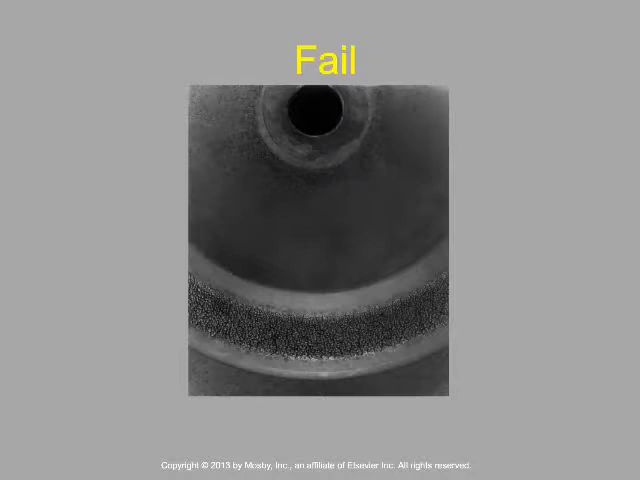 Fail
Copyright © 2013 by Mosby, Inc., an affiliate of Elsevier Inc. All rights reserved.